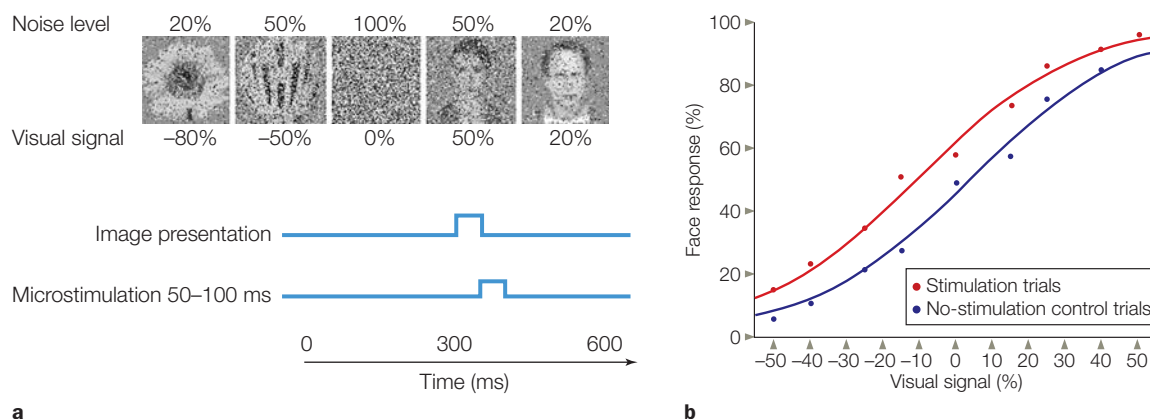 Noise level 20% 50% 100% 50% 20%
Visual signal –80% –50% 0% 50% 20%
Image presentation
Microstimulation 50–100 ms
0 300 600
Time (ms)
a
Face response (%)
100
80
60
40
20
0
Stimulation trials
No-stimulation control trials
–50 –40 –30 –20 –10 0 10 20 30 40 50
Visual signal (%)
b